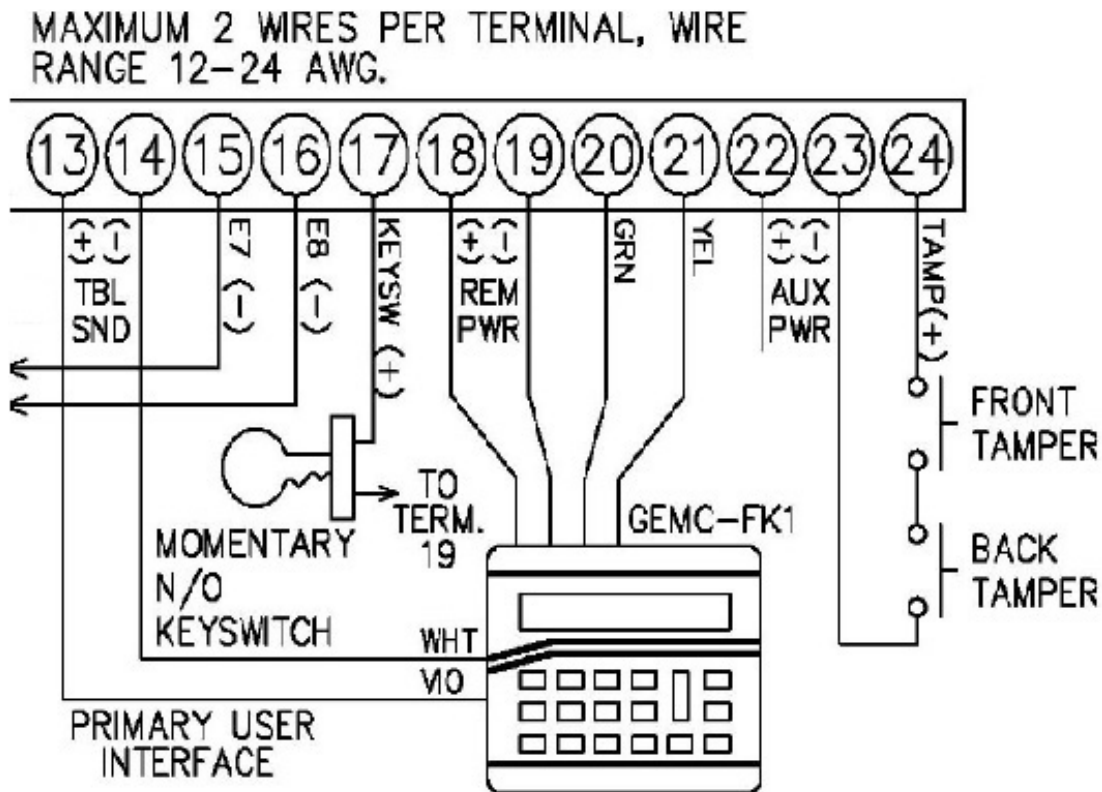 MAXIMUM 2 WIRES PER TERMINAL, WIRE
RANGE 12-24 AWG.
13 14 15 16 17 18 19 20 21 22 23 24
(+) (-)
TBL
SND
E7 (-)
E8 (-)
KEYSW (+)
(+) (-)
REM
PWR
GRN
YEL
(+) (-)
AUX
PWR
TAMP(+)
FRONT
TAMPER
BACK
TAMPER
TO
TERM.
19
MOMENTARY
N/O
KEYSWITCH
GEMC-FK1
WHT
VIO
PRIMARY USER
INTERFACE